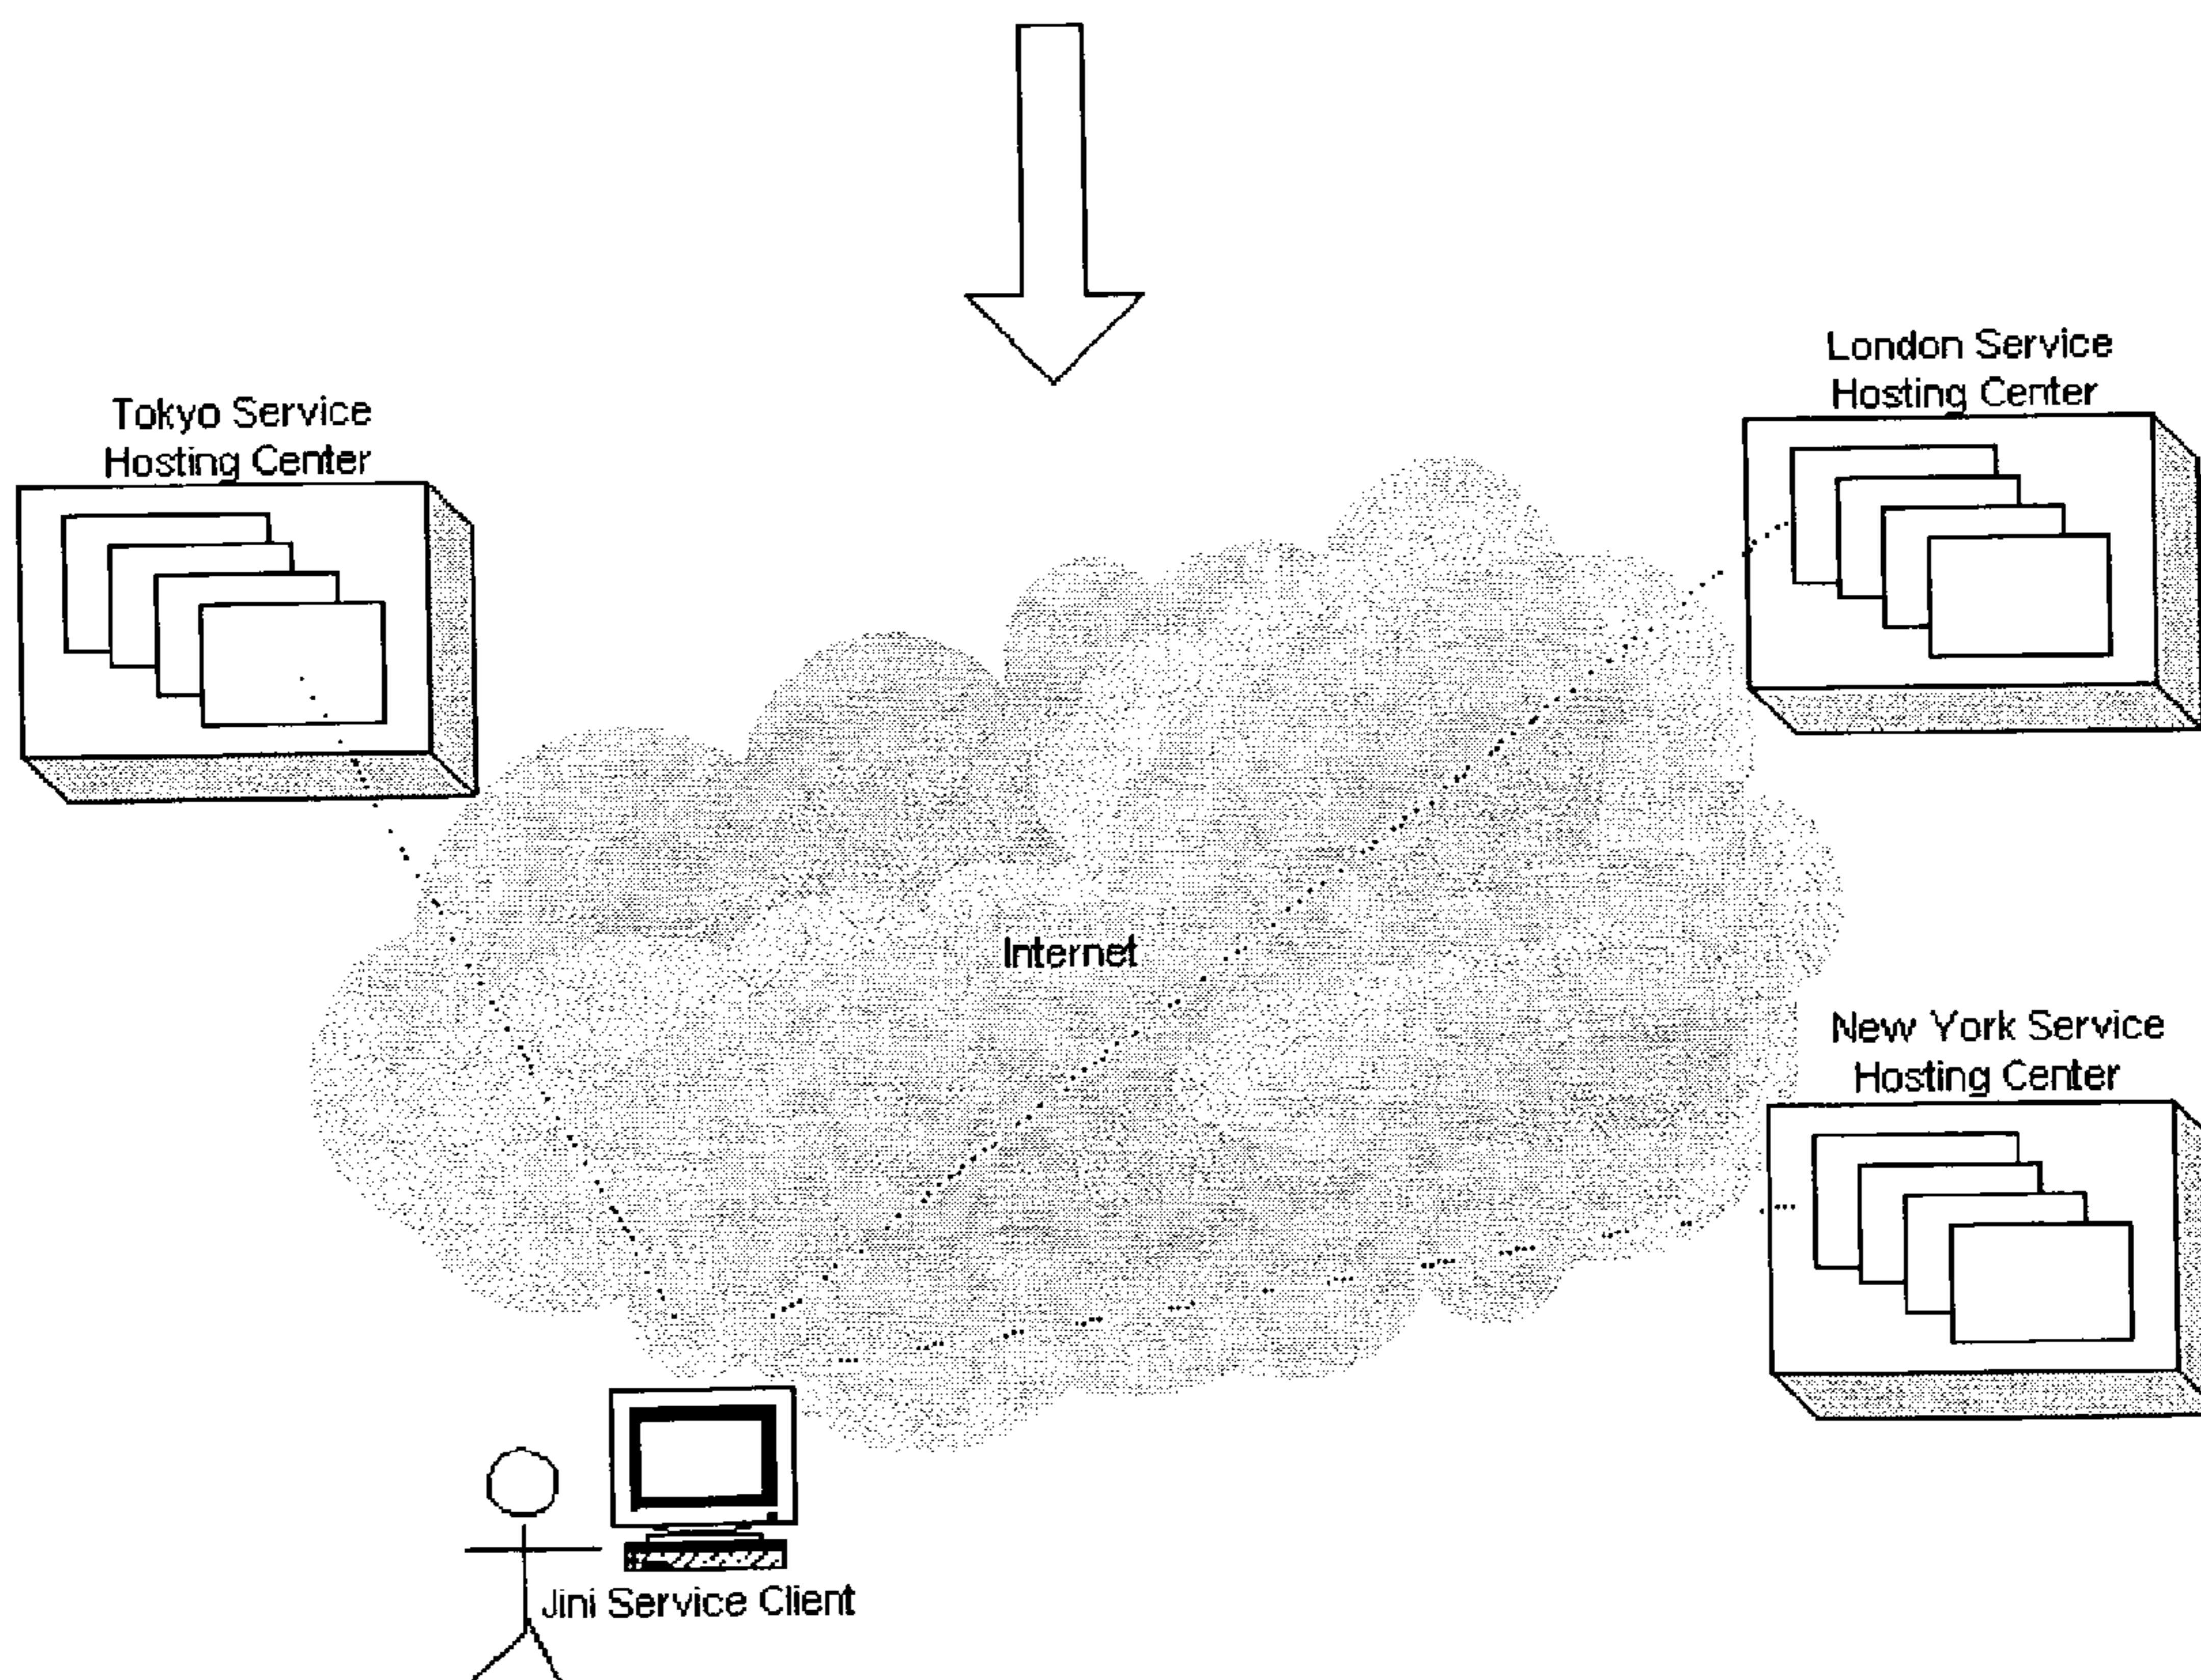 London Service
Hosting Center
Tokyo Service
Hosting Center
Internet
New York Service
Hosting Center
Jini Service Client